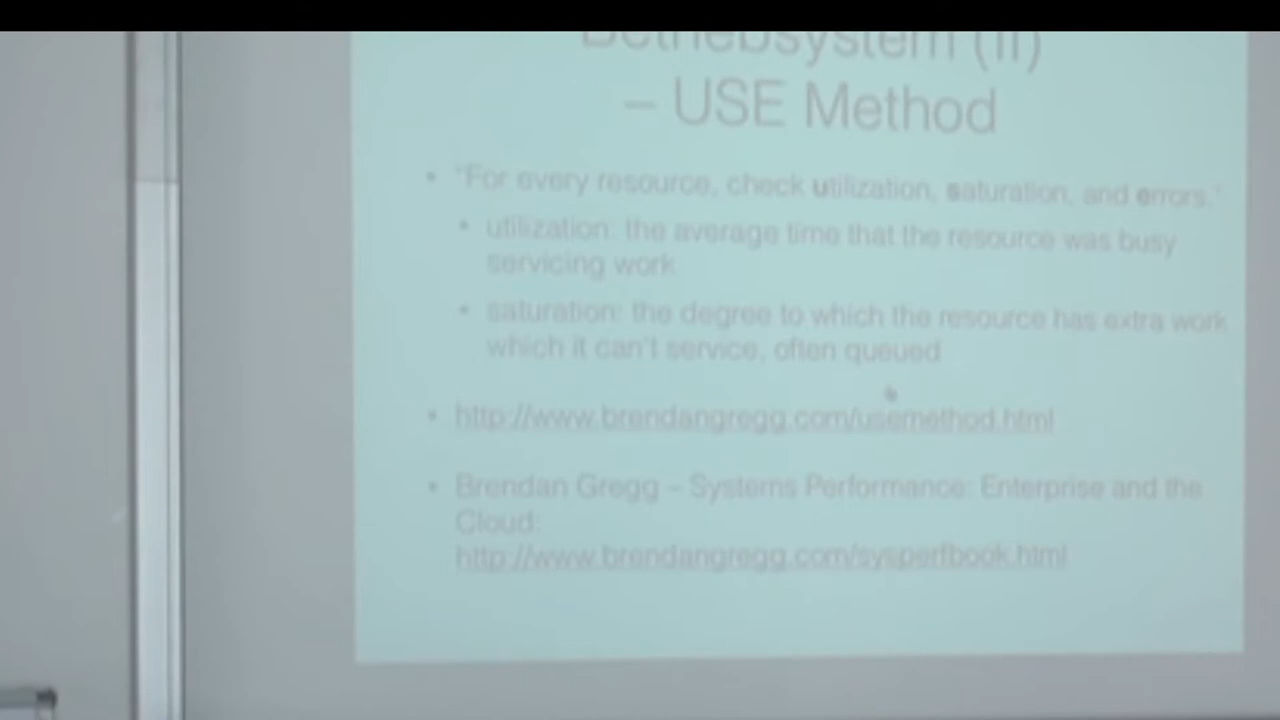 Betriebsystem (II)
– USE Method
• "For every resource, check utilization, saturation, and errors."
• utilization: the average time that the resource was busy
servicing work
• saturation: the degree to which the resource has extra work
which it can't service, often queued
• http://www.brendangregg.com/usemethod.html
• Brendan Gregg – Systems Performance: Enterprise and the
Cloud:
http://www.brendangregg.com/sysperfbook.html